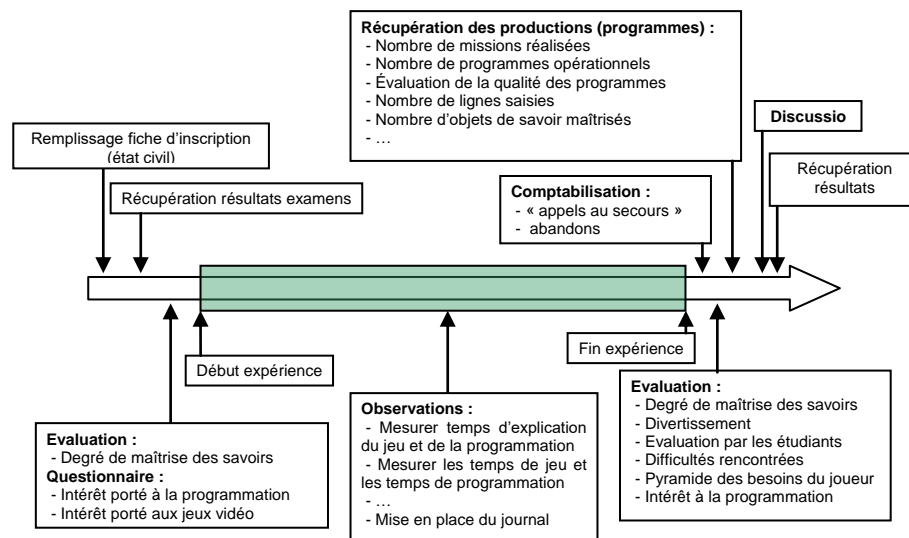 Récupération des productions (programmes) :
- Nombre de missions réalisées
- Nombre de programmes opérationnels
- Évaluation de la qualité des programmes
- Nombre de lignes saisies
- Nombre d'objets de savoir maîtrisés
- …
Remplissage fiche d'inscription
(état civil)
Récupération résultats examens
Comptabilisation :
- « appels au secours »
- abandons
Discussio
Récupération
résultats
Début expérience
Fin expérience
Evaluation :
- Degré de maîtrise des savoirs
Questionnaire :
- Intérêt porté à la programmation
- Intérêt porté aux jeux vidéo
Observations :
- Mesurer temps d'explication
du jeu et de la programmation
- Mesurer les temps de jeu et
les temps de programmation
- …
- Mise en place du journal
Evaluation :
- Degré de maîtrise des savoirs
- Divertissement
- Evaluation par les étudiants
- Difficultés rencontrées
- Pyramide des besoins du joueur
- Intérêt à la programmation